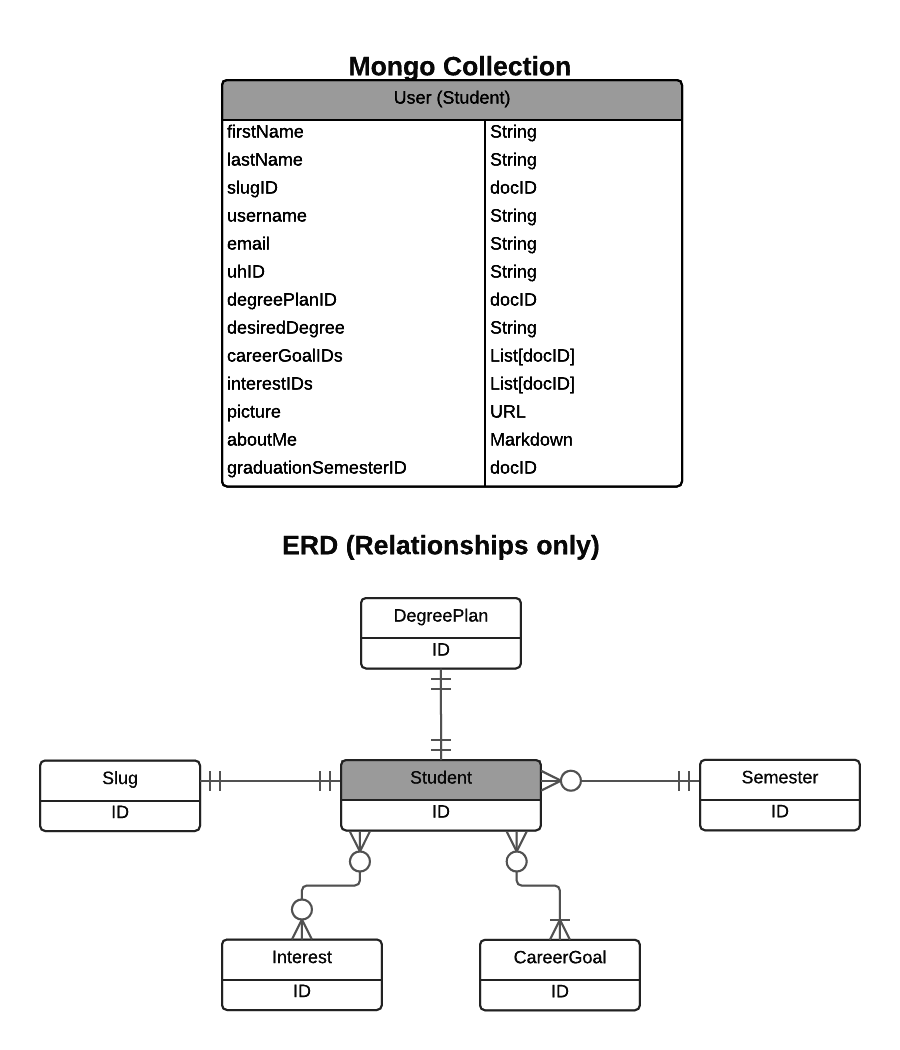 Mongo Collection
User (Student)
firstName String
lastName String
slugID docID
username String
email String
uhID String
degreePlanID docID
desiredDegree String
careerGoalIDs List[docID]
interestIDs List[docID]
picture URL
aboutMe Markdown
graduationSemesterID docID
ERD (Relationships only)
DegreePlan
ID
Slug Student Semester
ID ID ID
Interest CareerGoal
ID ID